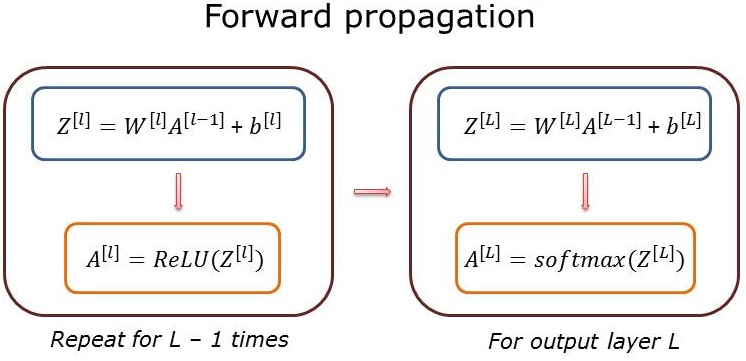 Forward propagation
Z^[l] = W^[l]A^[l−1] + b^[l]
A^[l] = ReLU(Z^[l])
Repeat for L – 1 times
Z^[L] = W^[L]A^[L−1] + b^[L]
A^[L] = softmax(Z^[L])
For output layer L